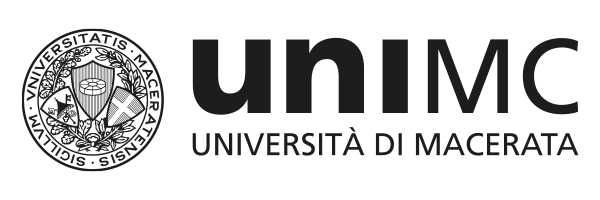 VNIVERSITATIS · MACERATENSIS · SIGILLVM ·
unIMC
UNIVERSITÀ DI MACERATA